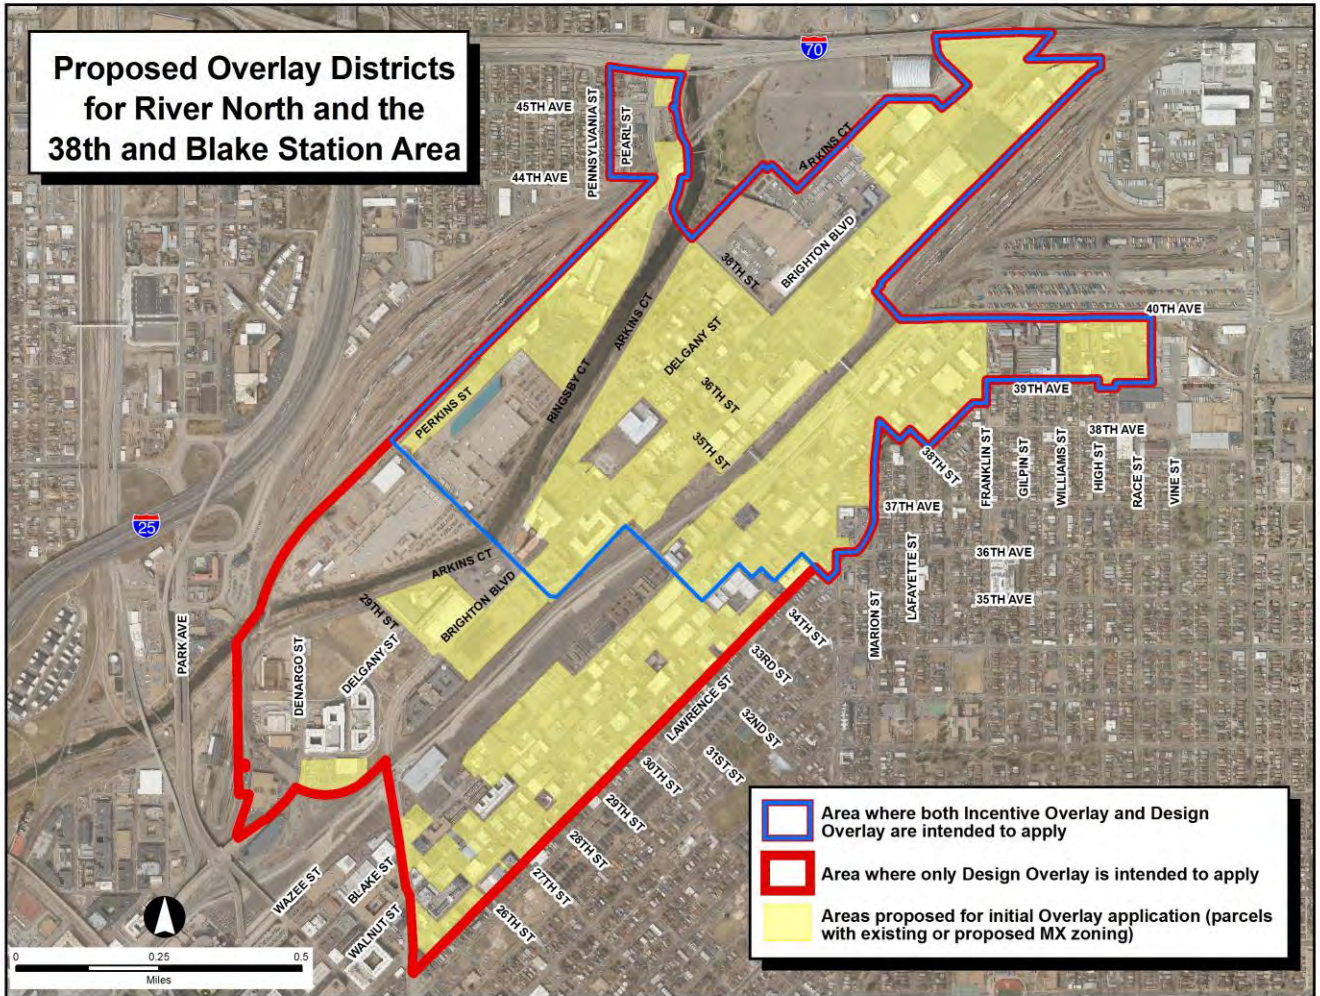 Proposed Overlay Districts
for River North and the
38th and Blake Station Area
70
45TH AVE
PENNSYLVANIA ST
PEARL ST
44TH AVE
ARKINS CT
BRIGHTON BLVD
38TH ST
ARKINS CT
DELGANY ST
RINGSBY CT
36TH ST
35TH ST
PERKINS ST
40TH AVE
39TH AVE
38TH AVE
38TH ST
FRANKLIN ST
GILPIN ST
WILLIAMS ST
HIGH ST
RACE ST
VINE ST
37TH AVE
36TH AVE
35TH AVE
LAFAYETTE ST
MARION ST
25
ARKINS CT
BRIGHTON BLVD
29TH ST
DELGANY ST
DENARGO ST
PARK AVE
34TH ST
33RD ST
LAWRENCE ST
32ND ST
31ST ST
30TH ST
29TH ST
28TH ST
27TH ST
26TH ST
WAZEE ST
BLAKE ST
WALNUT ST
0 0.25 0.5
Miles
Area where both Incentive Overlay and Design
Overlay are intended to apply
Area where only Design Overlay is intended to apply
Areas proposed for initial Overlay application (parcels
with existing or proposed MX zoning)